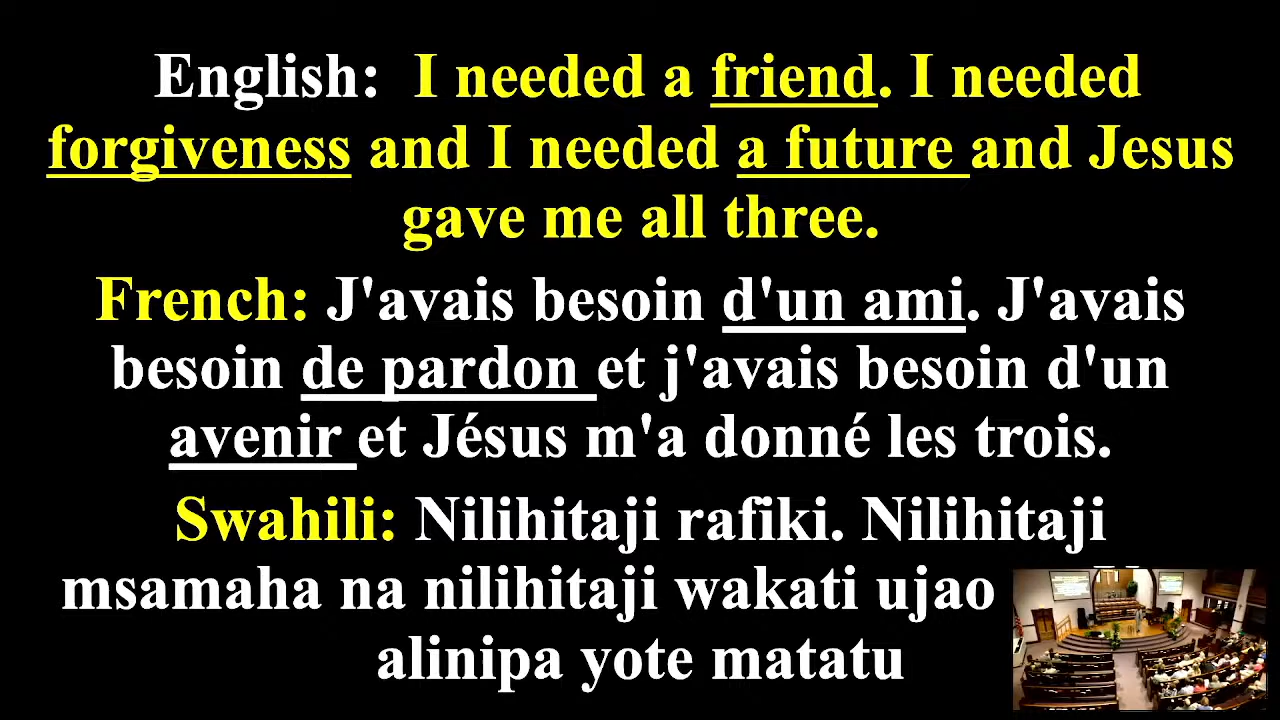 English: I needed a friend. I needed
forgiveness and I needed a future and Jesus
gave me all three.
French: J'avais besoin d'un ami. J'avais
besoin de pardon et j'avais besoin d'un
avenir et Jésus m'a donné les trois.
Swahili: Nilihitaji rafiki. Nilihitaji
msamaha na nilihitaji wakati ujao
alinipa yote matatu